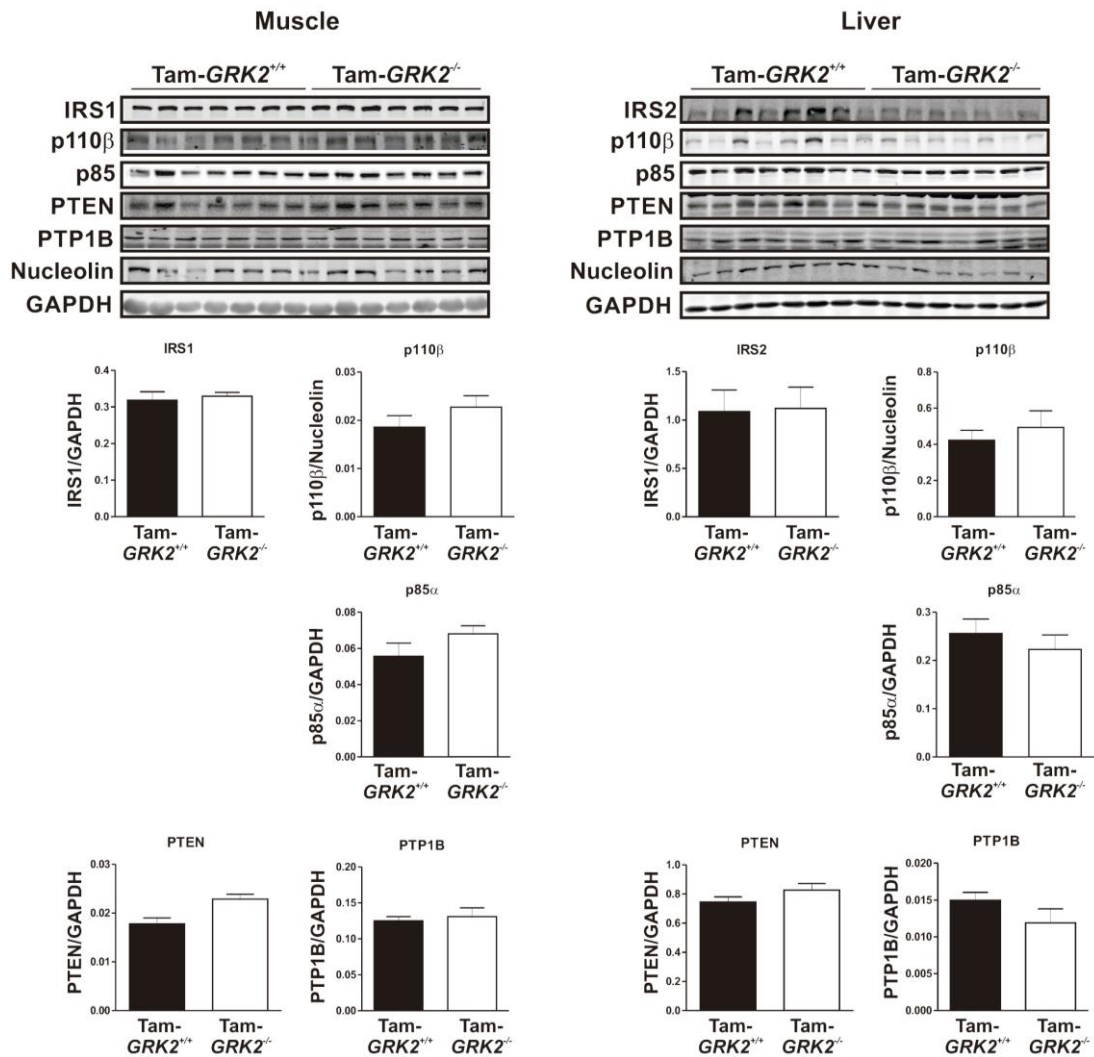 Muscle
Tam-GRK2+/+ Tam-GRK2-/-
IRS1
p110β
p85
PTEN
PTP1B
Nucleolin
GAPDH
IRS1
IRS1/GAPDH
0.4
0.3
0.2
0.1
0.0
Tam-GRK2+/+
Tam-GRK2-/-
p110β
p110β/Nucleolin
0.03
0.02
0.01
0.00
Tam-GRK2+/+
Tam-GRK2-/-
p85α
p85α/GAPDH
0.08
0.06
0.04
0.02
0.00
Tam-GRK2+/+
Tam-GRK2-/-
PTEN
PTEN/GAPDH
0.03
0.02
0.01
0.00
Tam-GRK2+/+
Tam-GRK2-/-
PTP1B
PTP1B/GAPDH
0.20
0.15
0.10
0.05
0.00
Tam-GRK2+/+
Tam-GRK2-/-
Liver
Tam-GRK2+/+ Tam-GRK2-/-
IRS2
p110β
p85
PTEN
PTP1B
Nucleolin
GAPDH
IRS2
IRS1/GAPDH
1.5
1.0
0.5
0.0
Tam-GRK2+/+
Tam-GRK2-/-
p110β
p110β/Nucleolin
0.8
0.6
0.4
0.2
0.0
Tam-GRK2+/+
Tam-GRK2-/-
p85α
p85α/GAPDH
0.3
0.2
0.1
0.0
Tam-GRK2+/+
Tam-GRK2-/-
PTEN
PTEN/GAPDH
1.0
0.8
0.6
0.4
0.2
0.0
Tam-GRK2+/+
Tam-GRK2-/-
PTP1B
PTP1B/GAPDH
0.020
0.015
0.010
0.005
0.000
Tam-GRK2+/+
Tam-GRK2-/-